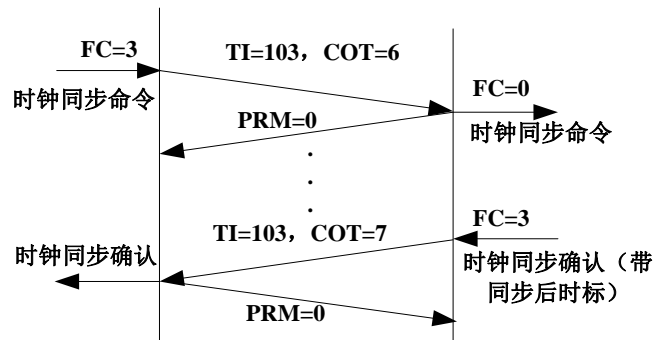 FC=3
TI=103，COT=6
时钟同步命令
FC=0
PRM=0
时钟同步命令
TI=103，COT=7
FC=3
时钟同步确认
时钟同步确认（带
同步后时标）
PRM=0